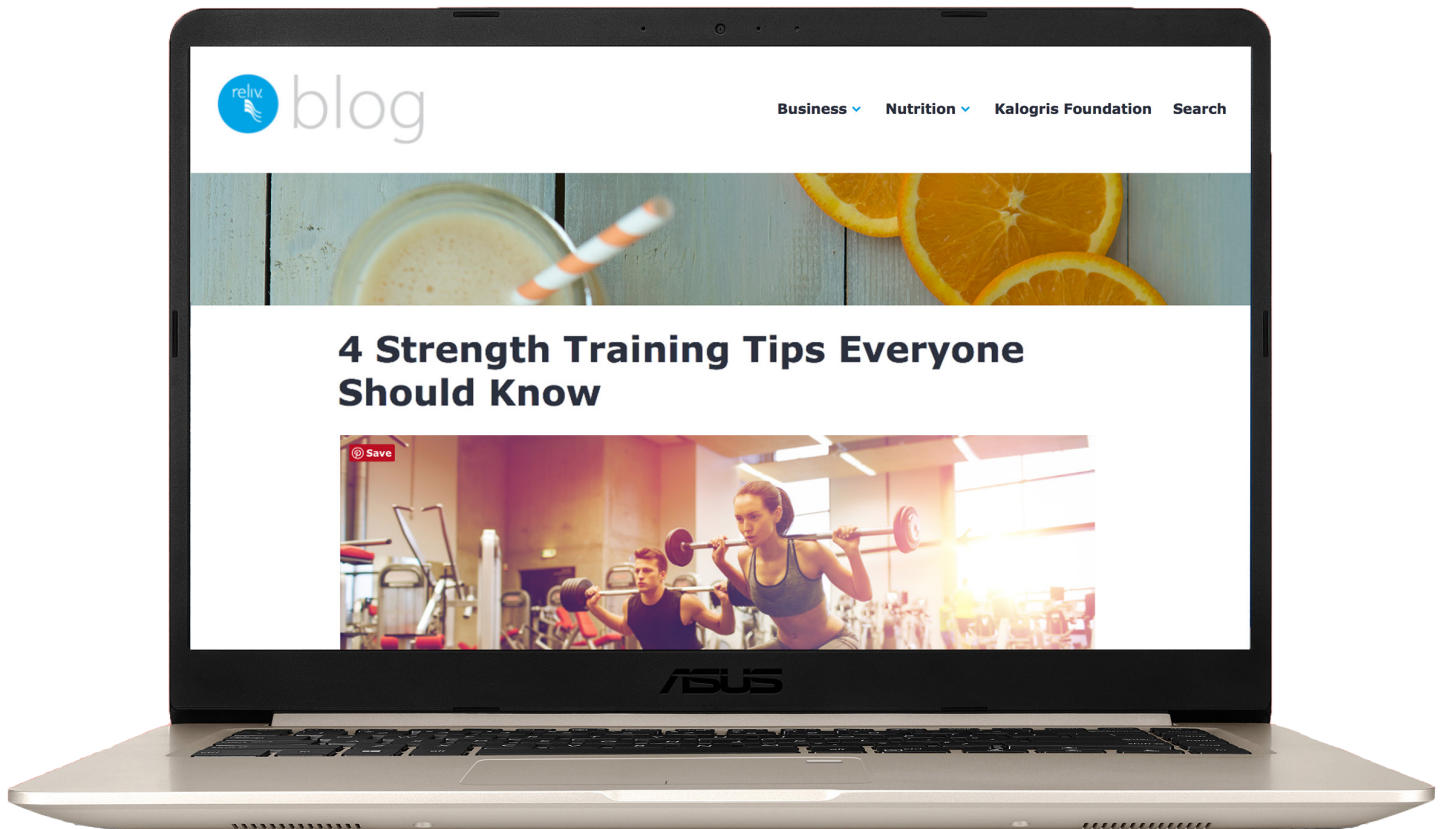 reliv
blog
Business
Nutrition
Kalogris Foundation
Search
4 Strength Training Tips Everyone
Should Know
Save
ASUS